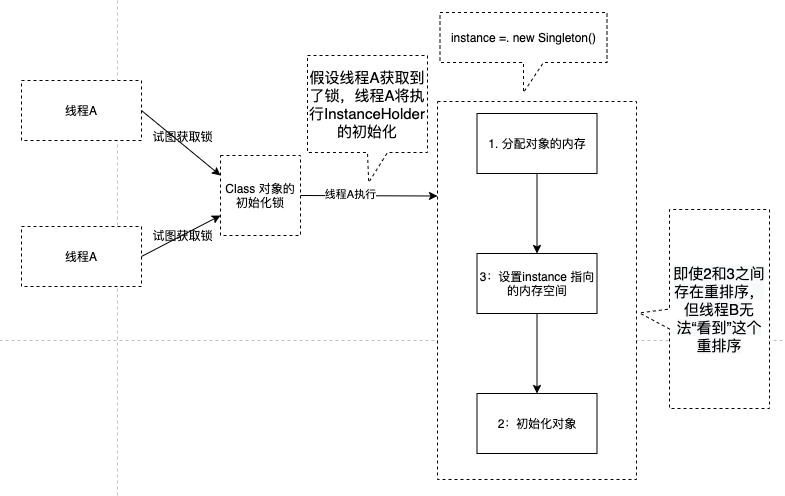 instance =. new Singleton()
假设线程A获取到
了锁，线程A将执
行InstanceHolder
的初始化
线程A
试图获取锁
1. 分配对象的内存
Class 对象的
初始化锁
线程A执行
线程A
试图获取锁
3：设置instance 指向
的内存空间
即使2和3之间
存在重排序，
但线程B无
法“看到”这个
重排序
2：初始化对象